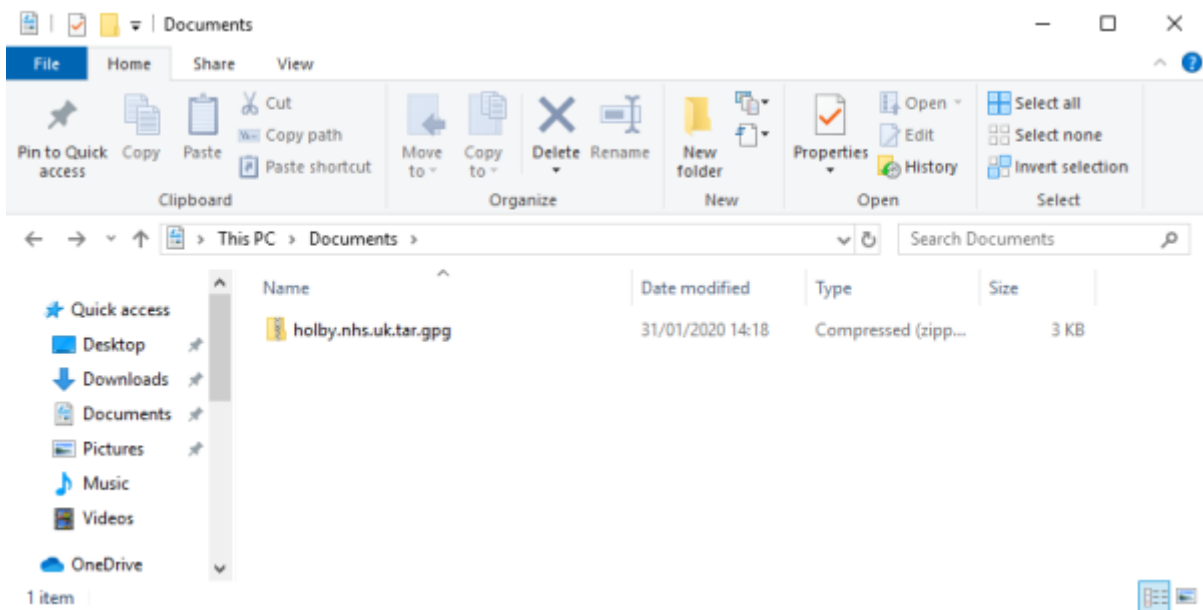 Documents
File Home Share View
Pin to Quick access
Copy
Paste
Cut
Copy path
Paste shortcut
Move to
Copy to
Delete
Rename
New folder
Properties
Open
Edit
History
Select all
Select none
Invert selection
Clipboard Organize New Open Select
This PC > Documents >
Search Documents
Name Date modified Type Size
holby.nhs.uk.tar.gpg 31/01/2020 14:18 Compressed (zipp... 3 KB
Quick access
Desktop
Downloads
Documents
Pictures
Music
Videos
OneDrive
1 item